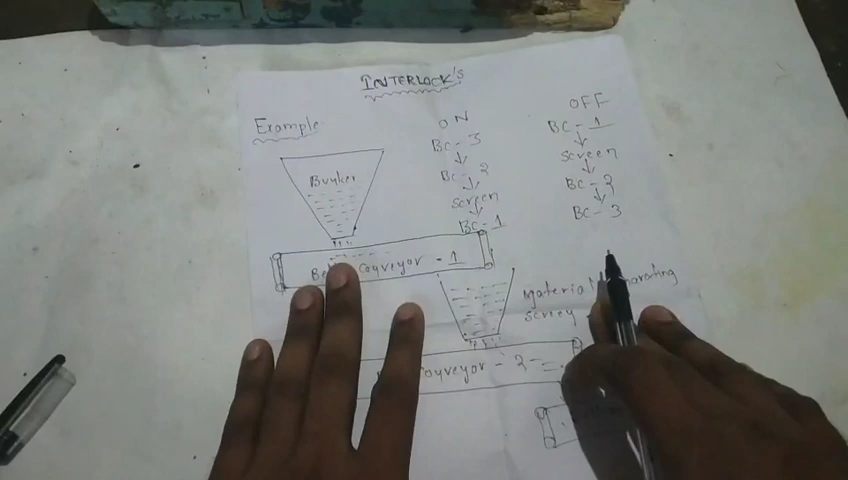 INTERLOCK's
Example
ON
BC - 3
BC - 2
screen
BC - 1
OFF
BC - 1
screen
BC - 2
BC - 3
Bunker
Conveyor - 1
Material
screen
conveyor - 2